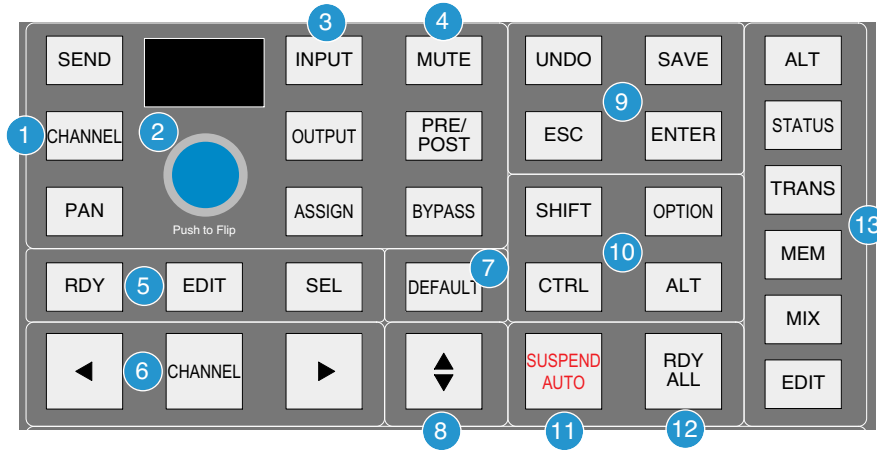 3
4
SEND
INPUT
MUTE
UNDO
SAVE
ALT
9
1
CHANNEL
2
OUTPUT
PRE/
POST
ESC
ENTER
STATUS
PAN
Push to Flip
ASSIGN
BYPASS
SHIFT
OPTION
TRANS
13
10
7
RDY
5
EDIT
SEL
DEFAULT
CTRL
ALT
MEM
MIX
◀
6
CHANNEL
▶
▲
▼
SUSPEND
AUTO
RDY
ALL
EDIT
8
11
12